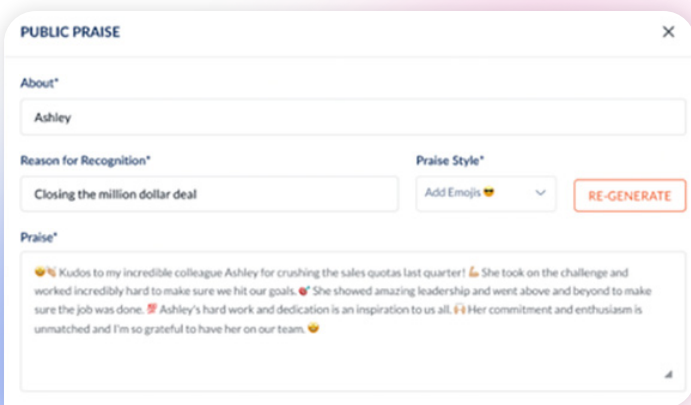 PUBLIC PRAISE
About*
Ashley
Reason for Recognition*
Praise Style*
Closing the million dollar deal
Add Emojis 😎
RE-GENERATE
Praise*
🤩👏 Kudos to my incredible colleague Ashley for crushing the sales quotas last quarter! 💪 She took on the challenge and
worked incredibly hard to make sure we hit our goals. 🎯 She showed amazing leadership and went above and beyond to make
sure the job was done. 💯 Ashley's hard work and dedication is an inspiration to us all. 🙌 Her commitment and enthusiasm is
unmatched and I'm so grateful to have her on our team. 🤩